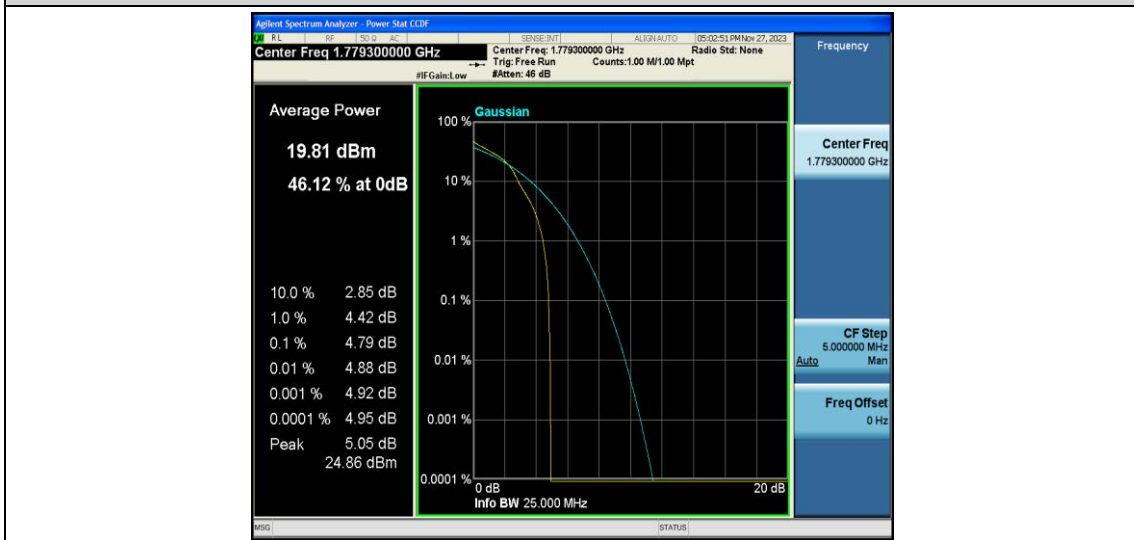 Agilent Spectrum Analyzer - Power Stat CCDF
RL RF 50 Ω AC SENSE:INT ALIGNAUTO 05:02:51 PM Nov 27, 2023
Center Freq 1.779300000 GHz
Center Freq: 1.779300000 GHz Radio Std: None
Trig: Free Run Counts:1.00 M/1.00 Mpt
#IFGain:Low #Atten: 46 dB
Frequency
Average Power
19.81 dBm
46.12 % at 0dB
10.0 % 2.85 dB
1.0 % 4.42 dB
0.1 % 4.79 dB
0.01 % 4.88 dB
0.001 % 4.92 dB
0.0001 % 4.95 dB
Peak 5.05 dB
24.86 dBm
Gaussian
100 %
10 %
1 %
0.1 %
0.01 %
0.001 %
0.0001 %
0 dB 20 dB
Info BW 25.000 MHz
Center Freq
1.779300000 GHz
CF Step
5.000000 MHz
Auto Man
Freq Offset
0 Hz
MSG STATUS